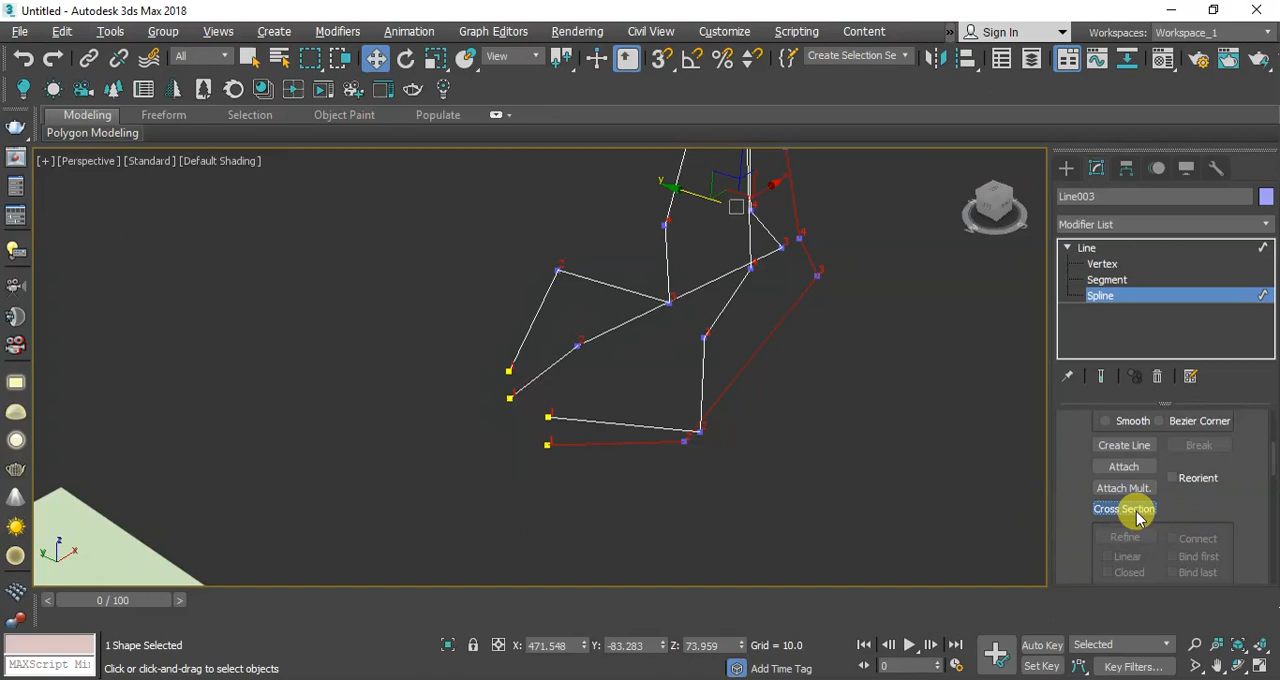 Untitled - Autodesk 3ds Max 2018
File Edit Tools Group Views Create Modifiers Animation Graph Editors Rendering Civil View Customize Scripting Content » Sign In Workspaces: Workspace_1
All View Create Selection Se
Modeling Freeform Selection Object Paint Populate
Polygon Modeling
[+] [Perspective] [Standard] [Default Shading]
Line003
Modifier List
Line
Vertex
Segment
Spline
Smooth Bezier Corner
Create Line Break
Attach
Reorient
Attach Mult.
Cross Section
Refine Connect
Linear Bind first
Closed Bind last
< 0 / 100 >
1 Shape Selected X: 471.548 Y: -83.283 Z: 73.959 Grid = 10.0 Auto Key Selected
MAXScript Mi Click or click-and-drag to select objects Add Time Tag 0 Set Key Key Filters...